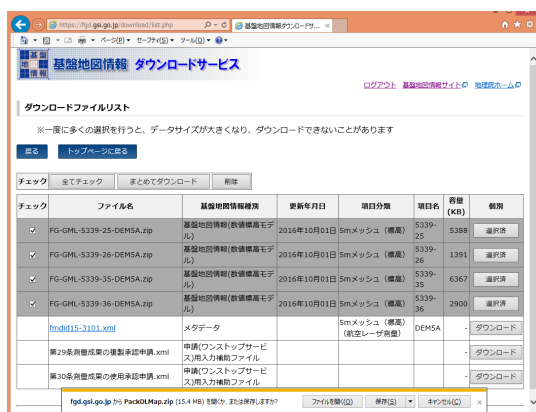 https://fgd.gsi.go.jp/download/list.php
基盤地図情報ダウンロードサ...
ページ(P) セーフティ(S) ツール(O)
基盤地図情報 基盤地図情報 ダウンロードサービス
ログアウト 基盤地図情報サイト 地理院ホーム
ダウンロードファイルリスト
※一度に多くの選択を行うと、データサイズが大きくなり、ダウンロードできないことがあります
戻る トップページに戻る
チェック 全てチェック まとめてダウンロード 削除
チェック ファイル名 基盤地図情報種別 更新年月日 項目分類 項目名 容量(KB) 個別
FG-GML-5339-25-DEM5A.zip 基盤地図情報(数値標高モデル) 2016年10月01日 5mメッシュ（標高） 5339-25 5388 選択済
FG-GML-5339-26-DEM5A.zip 基盤地図情報(数値標高モデル) 2016年10月01日 5mメッシュ（標高） 5339-26 1391 選択済
FG-GML-5339-35-DEM5A.zip 基盤地図情報(数値標高モデル) 2016年10月01日 5mメッシュ（標高） 5339-35 6367 選択済
FG-GML-5339-36-DEM5A.zip 基盤地図情報(数値標高モデル) 2016年10月01日 5mメッシュ（標高） 5339-36 2900 選択済
fmdid15-3101.xml メタデータ 5mメッシュ（標高）（航空レーザ測量） DEM5A - ダウンロード
第29条測量成果の複製承認申請.xml 申請(ワンストップサービス)用入力補助ファイル - ダウンロード
第30条測量成果の使用承認申請.xml 申請(ワンストップサービス)用入力補助ファイル - ダウンロード
fgd.gsi.go.jp から PackDLMap.zip (15.4 MB) を開くか、または保存しますか? ファイルを開く(O) 保存(S) キャンセル(C)